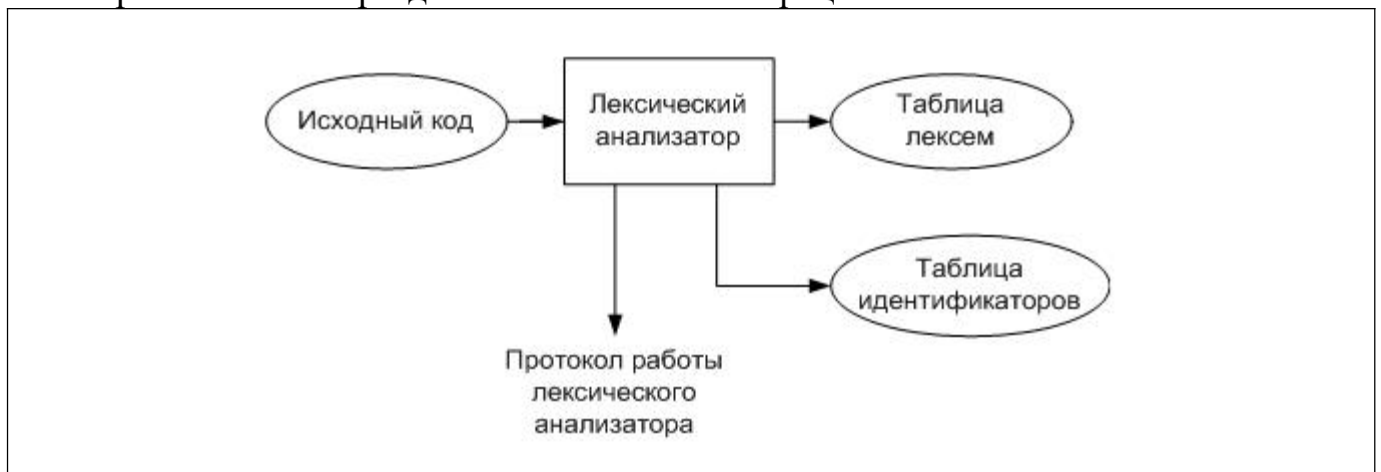 Исходный код
Лексический
анализатор
Таблица
лексем
Таблица
идентификаторов
Протокол работы
лексического
анализатора